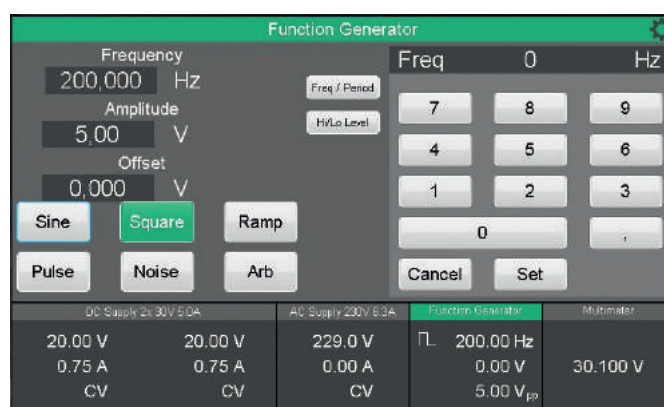 Function Generator
Frequency
200,000 Hz
Amplitude
5,00 V
Offset
0,000 V
Freq / Period
Hi/Lo Level
Sine Square Ramp
Pulse Noise Arb
Freq 0 Hz
7 8 9
4 5 6
1 2 3
0 ,
Cancel Set
DC Supply 2x 30V 5.0A
20.00 V 20.00 V
0.75 A 0.75 A
CV CV
AC Supply 230V 6.3A
229.0 V
0.00 A
CV
Function Generator
200.00 Hz
0.00 V
5.00 Vpp
Multimeter
30.100 V